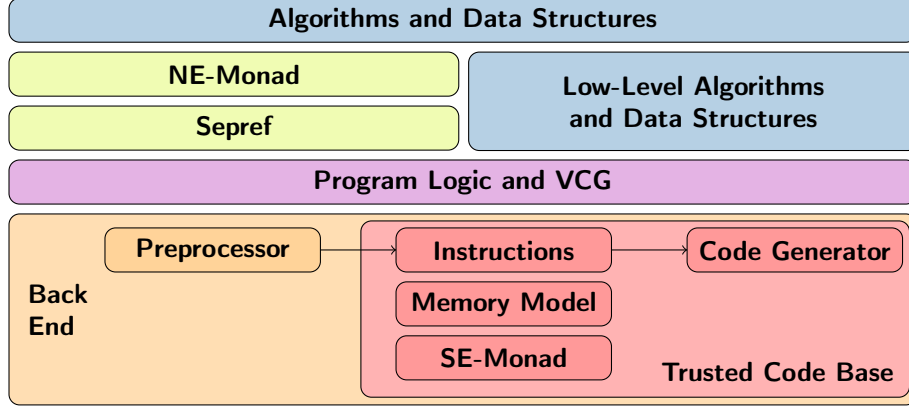 Algorithms and Data Structures
NE-Monad
Sepref
Low-Level Algorithms
and Data Structures
Program Logic and VCG
Preprocessor
Instructions
Code Generator
Back
End
Memory Model
SE-Monad
Trusted Code Base